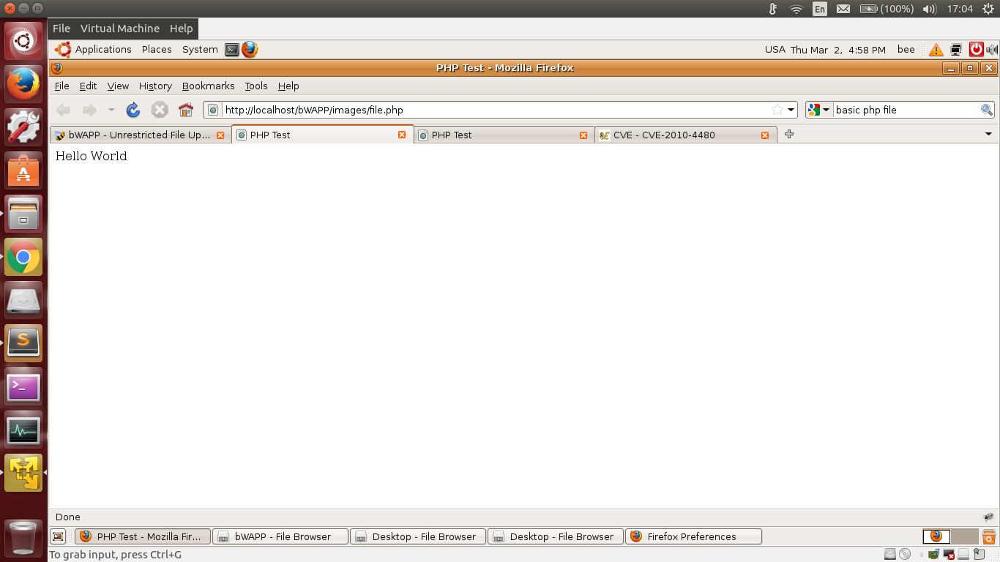 En (100%) 17:04
File Virtual Machine Help
Applications Places System USA Thu Mar 2, 4:58 PM bee
PHP Test - Mozilla Firefox
File Edit View History Bookmarks Tools Help
http://localhost/bWAPP/images/file.php basic php file
bWAPP - Unrestricted File Up... PHP Test PHP Test CVE - CVE-2010-4480
Hello World
Done
PHP Test - Mozilla Fir... bWAPP - File Browser Desktop - File Browser Desktop - File Browser Firefox Preferences
To grab input, press Ctrl+G